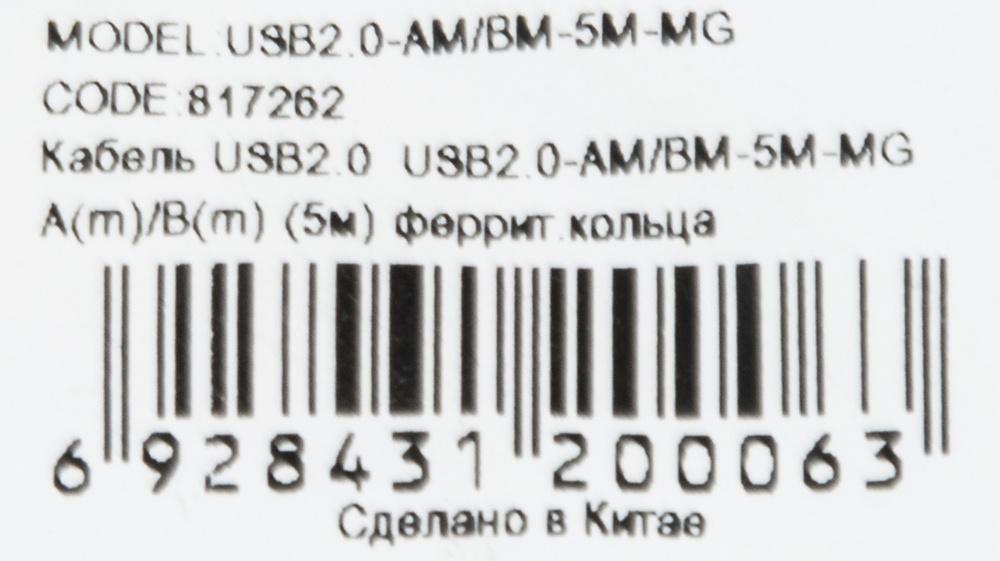 MODEL:USB2.0-AM/BM-5M-MG
CODE:817262
Кабель USB2.0 USB2.0-AM/BM-5M-MG
A(m)/B(m) (5м) феррит.кольца
6 928431 200063
Сделано в Китае